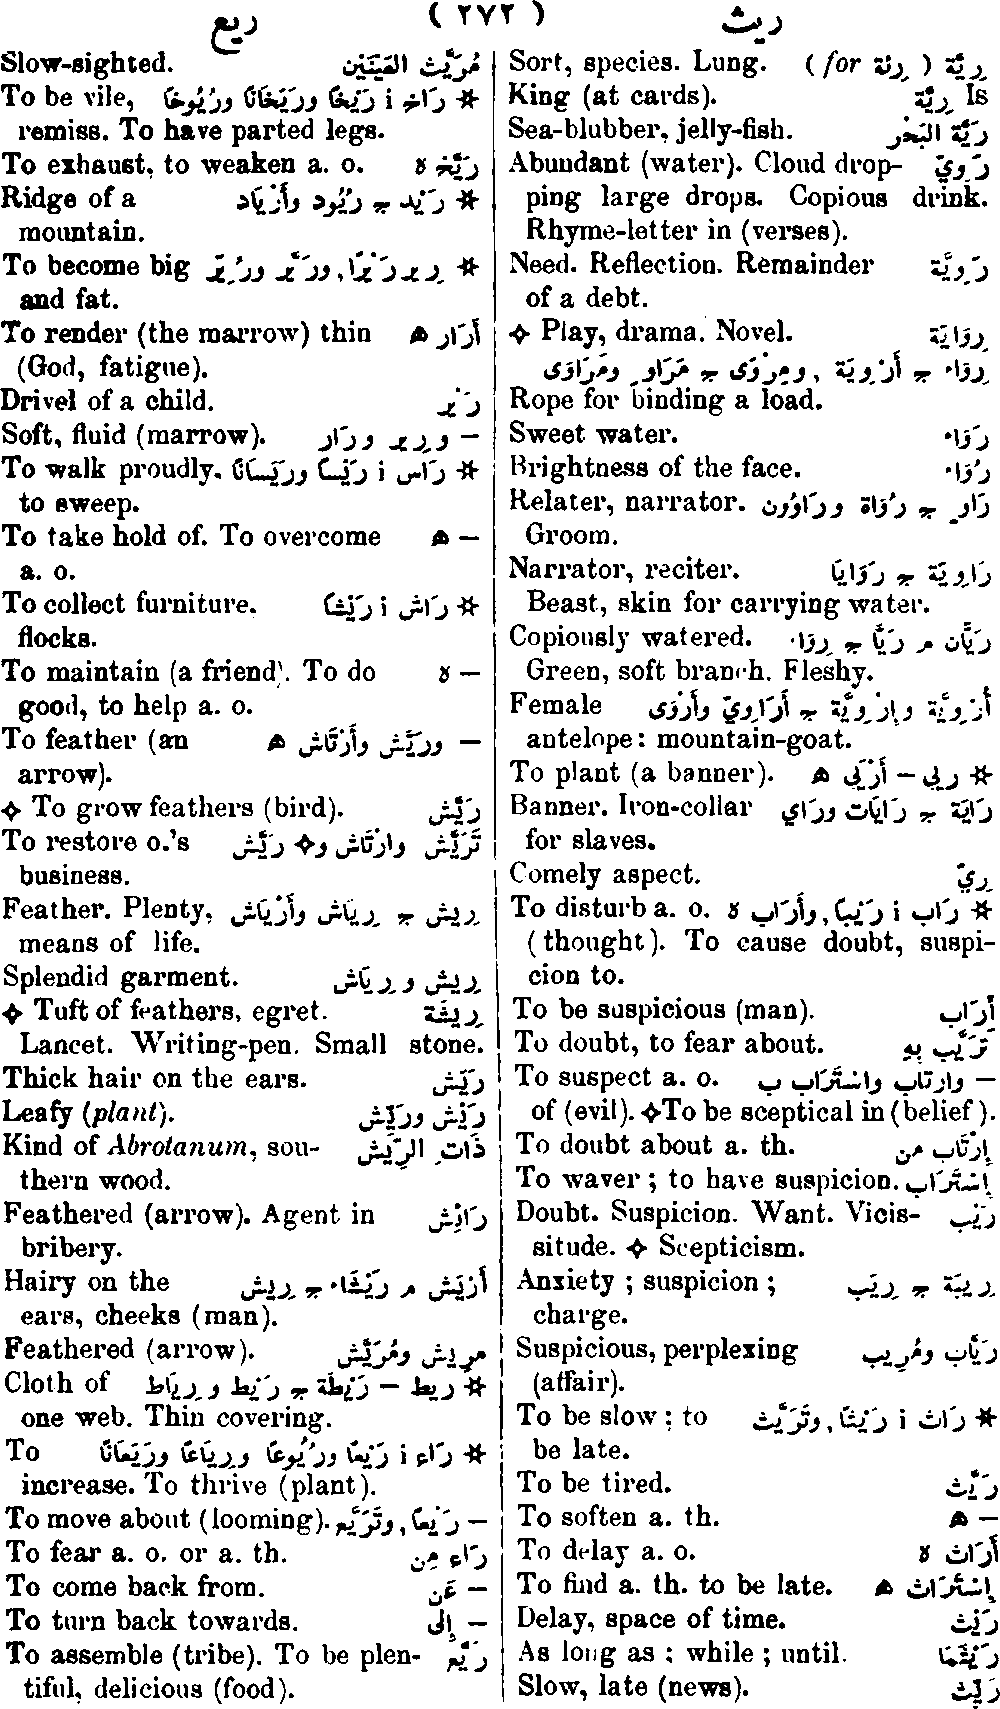 ريث ( ٢٧٢ ) ريع
Sort, species. Lung. ( for رِئَة ) رِيَّة
King (at cards). رِيَّة Is
Sea-blubber, jelly-fish. رِيَّة البَحْر
Abundant (water). Cloud drop- رَوِيّ
ping large drops. Copious drink.
Rhyme-letter in (verses).
Need. Reflection. Remainder رَوِيَّة
of a debt.
❖ Play, drama. Novel. رِوَايَة
رِوَاء ج أَرْوِيَة , ومِرْوًى ج مَرَاوٍ ومَرَاوَى
Rope for binding a load.
Sweet water. رَوَاء
Brightness of the face. رُوَاء
Relater, narrator. رَاوٍ ج رُوَاة ورَاوُون
Groom.
Narrator, reciter. رَاوِيَة ج رَوَايَا
Beast, skin for carrying water.
Copiously watered. رَيَّان م رَيَّا ج رِوَاء
Green, soft branch. Fleshy.
Female أُرْوِيَّة وإِرْوِيَّة ج أَرَاوِيّ وأَرْوَى
antelope: mountain-goat.
To plant (a banner). ✲ ربي – أَرْيَى ه
Banner. Iron-collar رَايَة ج رَايَات ورَاي
for slaves.
Comely aspect. رِيّ
To disturb a. o. ✲ رَاب i رَيْبًا, وأَرَاب ه
(thought). To cause doubt, suspi-
cion to.
To be suspicious (man). أَرَاب
To doubt, to fear about. تَرَيَّب بِهِ
To suspect a. o. – وارتاب واسْتَرَاب ب
of (evil). ❖To be sceptical in (belief).
To doubt about a. th. إِرْتَاب من
To waver ; to have suspicion. إِسْتَرَاب
Doubt. Suspicion. Want. Vicis- رَيْب
situde. ❖ Scepticism.
Anxiety ; suspicion ; رِيبَة ج رِيَب
charge.
Suspicious, perplexing رَيَّاب ومُرِيب
(affair).
To be slow ; to ✲ رَاث i رَيْثًا, وتَرَيَّث
be late.
To be tired. رَيَّث
To soften a. th. – ه
To delay a. o. أَرَاث ه
To find a. th. to be late. إِسْتَرَاث ه
Delay, space of time. رَيْث
As long as ; while ; until. رَيْثَمَا
Slow, late (news). رَيِّث
Slow-sighted. مُرَيَّث العَيْنَيْن
To be vile, ✲ رَاخ i رَيْخًا ورَيَخَانًا ورُيُوخًا
remiss. To have parted legs.
To exhaust, to weaken a. o. رَيَّخ ه
Ridge of a ✲ رَيْد ج رُيُود وأَرْيَاد
mountain.
To become big ✲ رير رَيْرًا, ورَيَّر ورُيِّرَ
and fat.
To render (the marrow) thin أَرَار ه
(God, fatigue).
Drivel of a child. رَيْر
Soft, fluid (marrow). – ورِير ورَار
To walk proudly, ✲ رَاس i رَيْسًا ورَيَسَانًا
to sweep.
To take hold of. To overcome – ه
a. o.
To collect furniture. ✲ رَاش i رَيْشًا
flocks.
To maintain (a friend). To do – ه
good, to help a. o.
To feather (an – ورَيَّش وأَرْتَاش ه
arrow).
❖ To grow feathers (bird). رَيَّش
To restore o.'s تَرَيَّش وارْتَاش و❖ رَيَّش
business.
Feather. Plenty, رِيش ج رِيَاش وأَرْيَاش
means of life.
Splendid garment. رِيش ورِيَاش
❖ Tuft of feathers, egret. رِيشَة
Lancet. Writing-pen. Small stone.
Thick hair on the ears. رَيَش
Leafy (plant). رَيِش ورَيِّش
Kind of Abrotanum, sou- ذَات الرِّيش
thern wood.
Feathered (arrow). Agent in رَائِش
bribery.
Hairy on the أَرْيَش م رَيْشَاء ج رِيش
ears, cheeks (man).
Feathered (arrow). مريش ومُرَيَّش
Cloth of ✲ ريط – رَيْطَة ج رَيْط ورِيَاط
one web. Thin covering.
To ✲ رَاع i رَيْعًا ورُيُوعًا ورِيَاعًا ورَيَعَانًا
increase. To thrive (plant).
To move about (looming). – رَيْعًا, وتَرَيَّع
To fear a. o. or a. th. رَاع مِن
To come back from. – عَن
To turn back towards. – إِلى
To assemble (tribe). To be plen- رَيَّع
tiful, delicious (food).